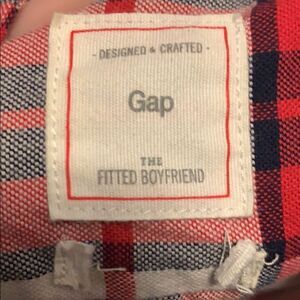 - DESIGNED & CRAFTED -
Gap
THE
FITTED BOYFRIEND